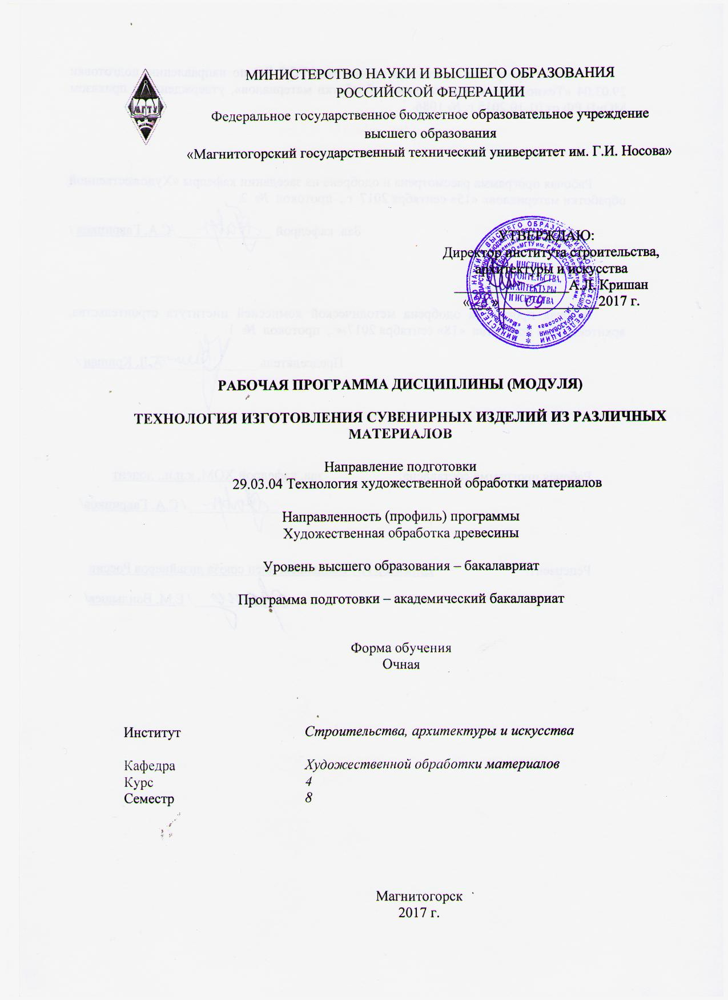 МИНИСТЕРСТВО НАУКИ И ВЫСШЕГО ОБРАЗОВАНИЯ
РОССИЙСКОЙ ФЕДЕРАЦИИ
МГТУ
Федеральное государственное бюджетное образовательное учреждение
высшего образования
«Магнитогорский государственный технический университет им. Г.И. Носова»
УТВЕРЖДАЮ:
Директор института строительства,
архитектуры и искусства
А.Л. Кришан
« » 09 2017 г.
ИНСТИТУТ
СТРОИТЕЛЬСТВА,
АРХИТЕКТУРЫ
И ИСКУССТВА
РАБОЧАЯ ПРОГРАММА ДИСЦИПЛИНЫ (МОДУЛЯ)
ТЕХНОЛОГИЯ ИЗГОТОВЛЕНИЯ СУВЕНИРНЫХ ИЗДЕЛИЙ ИЗ РАЗЛИЧНЫХ
МАТЕРИАЛОВ
Направление подготовки
29.03.04 Технология художественной обработки материалов
Направленность (профиль) программы
Художественная обработка древесины
Уровень высшего образования – бакалавриат
Программа подготовки – академический бакалавриат
Форма обучения
Очная
Институт Строительства, архитектуры и искусства
Кафедра Художественной обработки материалов
Курс 4
Семестр 8
Магнитогорск
2017 г.